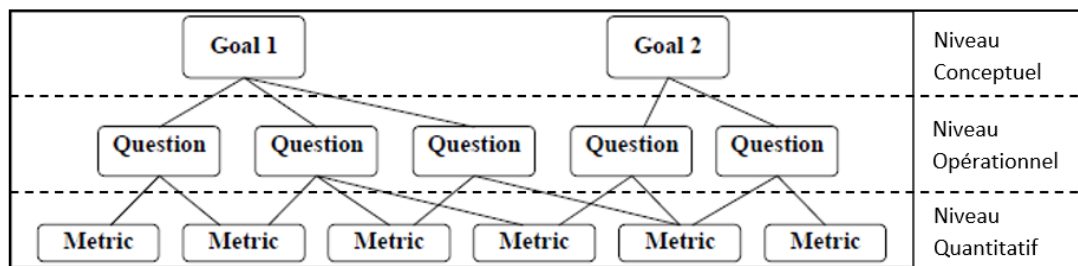 Goal 1
Goal 2
Niveau
Conceptuel
Question
Question
Question
Question
Question
Niveau
Opérationnel
Metric
Metric
Metric
Metric
Metric
Metric
Niveau
Quantitatif